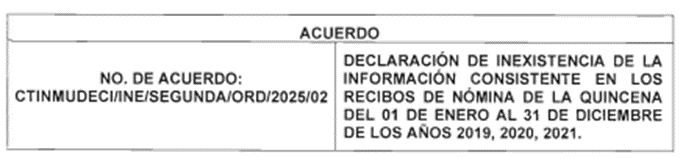 ACUERDO
NO. DE ACUERDO:
CTINMUDECI/INE/SEGUNDA/ORD/2025/02
DECLARACIÓN DE INEXISTENCIA DE LA
INFORMACIÓN CONSISTENTE EN LOS
RECIBOS DE NÓMINA DE LA QUINCENA
DEL 01 DE ENERO AL 31 DE DICIEMBRE
DE LOS AÑOS 2019, 2020, 2021.